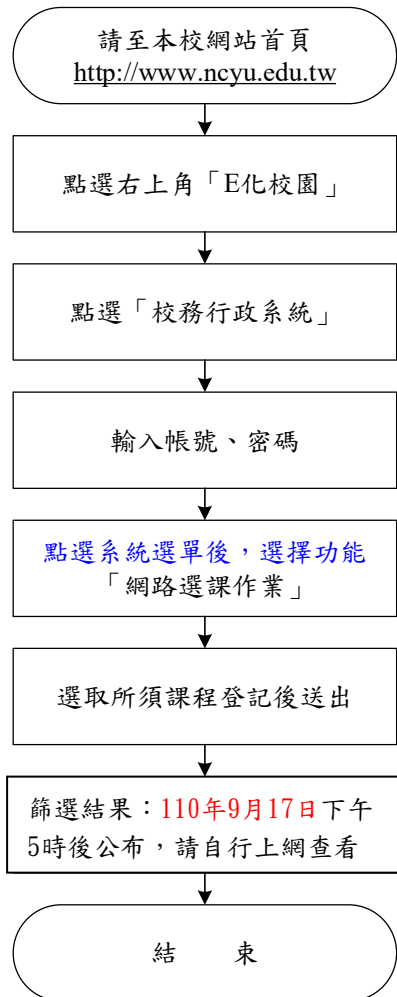 請至本校網站首頁
http://www.ncyu.edu.tw
點選右上角「E化校園」
點選「校務行政系統」
輸入帳號、密碼
點選系統選單後，選擇功能
「網路選課作業」
選取所須課程登記後送出
篩選結果：110年9月17日下午
5時後公布，請自行上網查看
結　　束